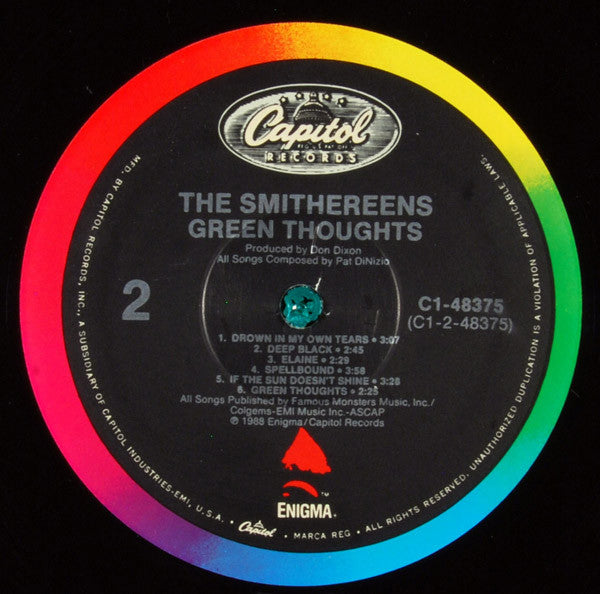 Capitol
RECORDS
THE SMITHEREENS
GREEN THOUGHTS
Produced by Don Dixon
All Songs Composed by Pat DiNizio
2
C1-48375
(C1-2-48375)
1. DROWN IN MY OWN TEARS • 3:07
2. DEEP BLACK • 2:45
3. ELAINE • 2:29
4. SPELLBOUND • 3:58
5. IF THE SUN DOESN'T SHINE • 3:28
6. GREEN THOUGHTS • 2:25
All Songs Published by Famous Monsters Music, Inc./
Colgems-EMI Music Inc.-ASCAP
℗ 1988 Enigma/Capitol Records
™
ENIGMA
MFD. BY CAPITOL RECORDS, INC., A SUBSIDIARY OF CAPITOL INDUSTRIES-EMI, U.S.A. • Capitol • MARCA REG • ALL RIGHTS RESERVED. UNAUTHORIZED DUPLICATION IS A VIOLATION OF APPLICABLE LAWS.